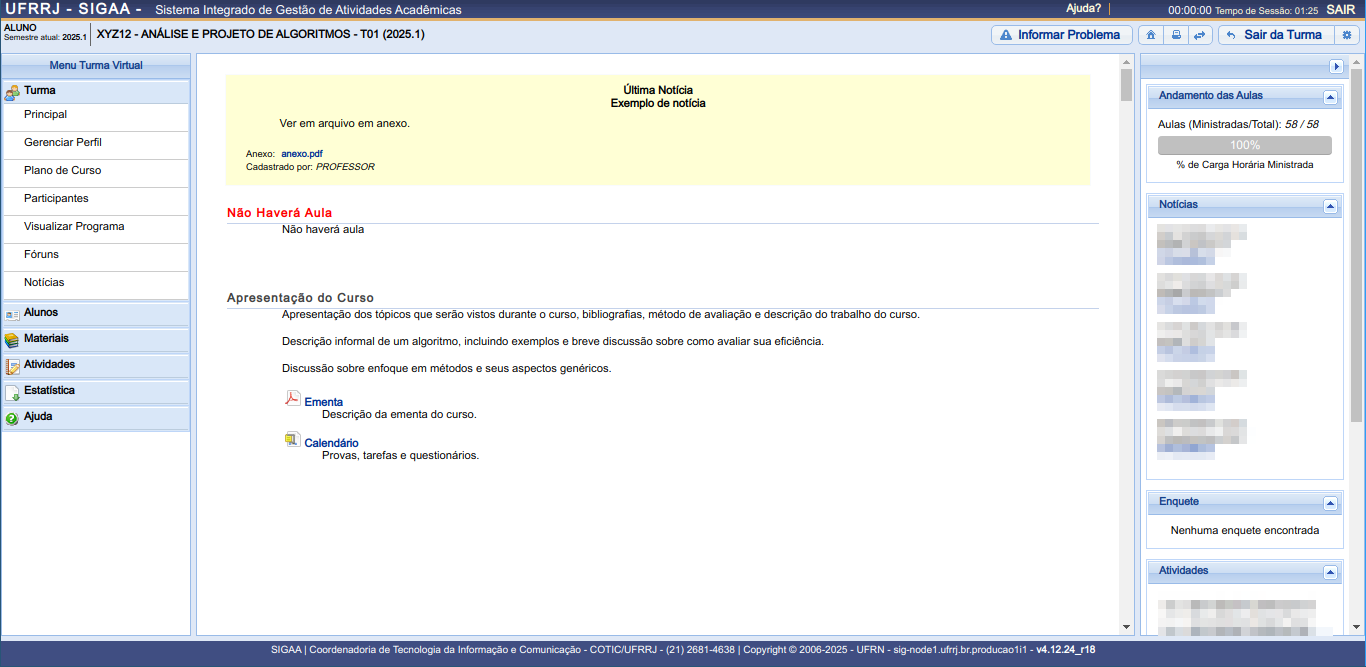 UFRRJ - SIGAA - Sistema Integrado de Gestão de Atividades Acadêmicas
Ajuda? | 00:00:00 Tempo de Sessão: 01:25 SAIR
ALUNO
Semestre atual: 2025.1
XYZ12 - ANÁLISE E PROJETO DE ALGORITMOS - T01 (2025.1)
Informar Problema
Sair da Turma
Menu Turma Virtual
Turma
Principal
Gerenciar Perfil
Plano de Curso
Participantes
Visualizar Programa
Fóruns
Notícias
Alunos
Materiais
Atividades
Estatística
Ajuda
Última Notícia
Exemplo de notícia
Ver em arquivo em anexo.
Anexo: anexo.pdf
Cadastrado por: PROFESSOR
Não Haverá Aula
Não haverá aula
Apresentação do Curso
Apresentação dos tópicos que serão vistos durante o curso, bibliografias, método de avaliação e descrição do trabalho do curso.
Descrição informal de um algoritmo, incluindo exemplos e breve discussão sobre como avaliar sua eficiência.
Discussão sobre enfoque em métodos e seus aspectos genéricos.
Ementa
Descrição da ementa do curso.
Calendário
Provas, tarefas e questionários.
Andamento das Aulas
Aulas (Ministradas/Total): 58 / 58
100%
% de Carga Horária Ministrada
Notícias
Enquete
Nenhuma enquete encontrada
Atividades
SIGAA | Coordenadoria de Tecnologia da Informação e Comunicação - COTIC/UFRRJ - (21) 2681-4638 | Copyright © 2006-2025 - UFRN - sig-node1.ufrrj.br.producao1i1 - v4.12.24_r18